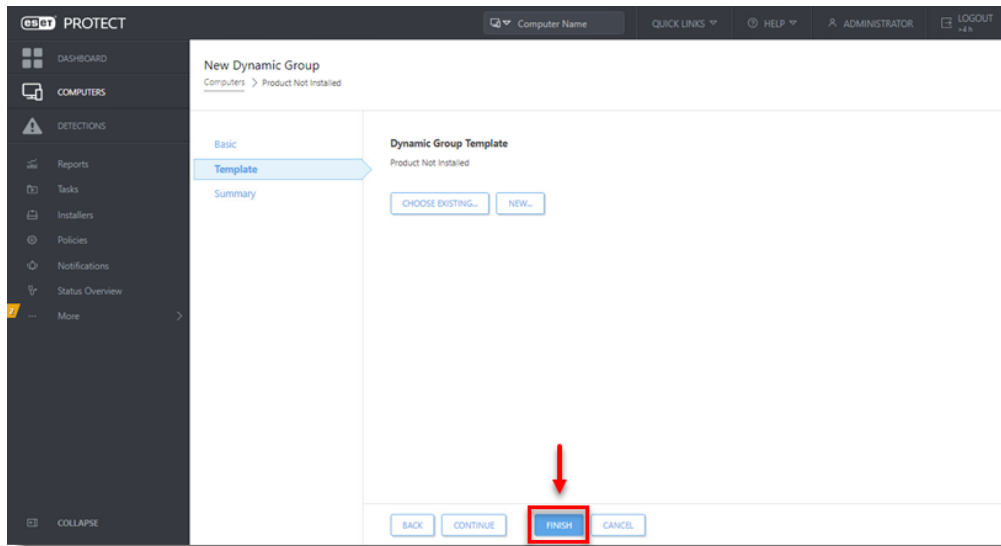 eset PROTECT
Computer Name
QUICK LINKS
HELP
ADMINISTRATOR
LOGOUT
>4 h
DASHBOARD
COMPUTERS
DETECTIONS
Reports
Tasks
Installers
Policies
Notifications
Status Overview
7
More
COLLAPSE
New Dynamic Group
Computers > Product Not Installed
Basic
Template
Summary
Dynamic Group Template
Product Not Installed
CHOOSE EXISTING... NEW...
BACK CONTINUE FINISH CANCEL